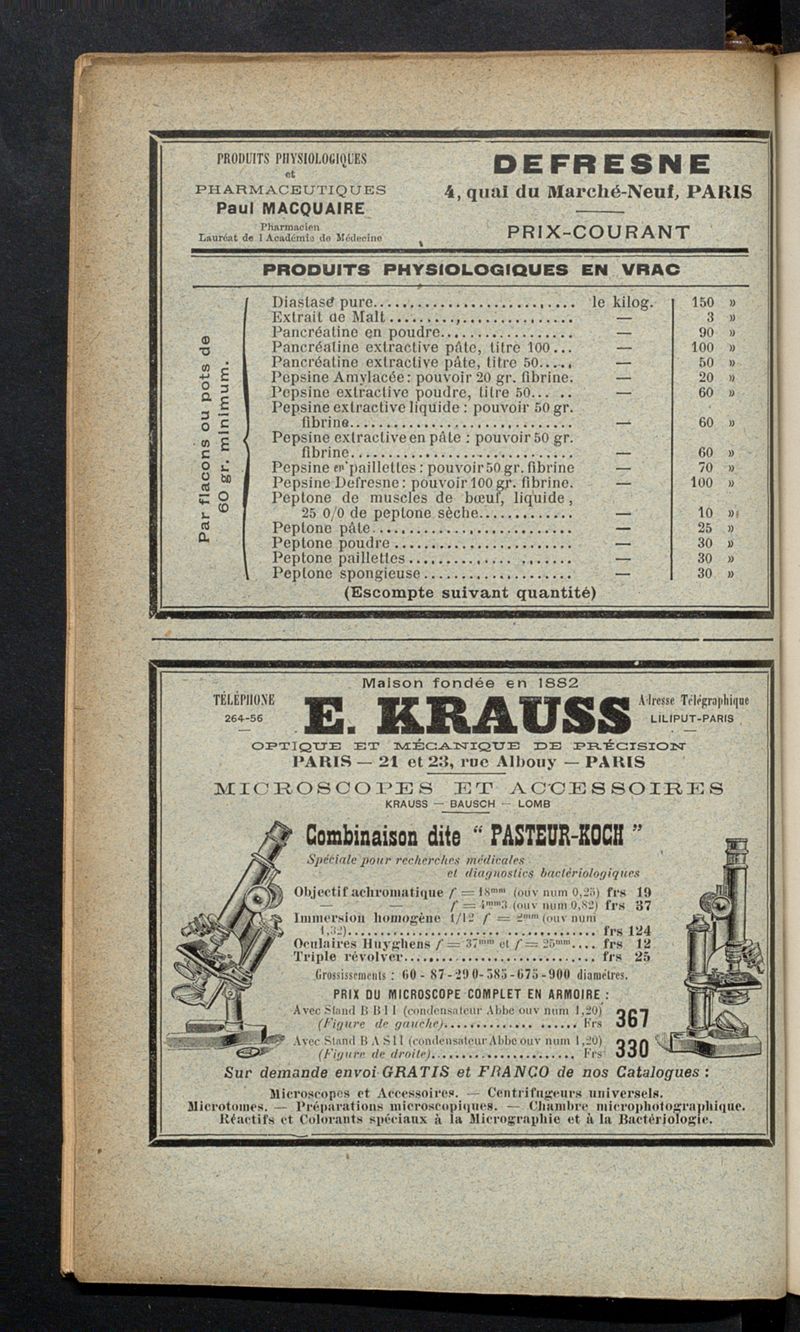 PRODUITS PHYSIOLOGIQUES
et
PHARMACEUTIQUES
Paul MACQUAIRE
Pharmacien
Lauréat de l Académie de Médecine
DEFRESNE
4, quai du Marché-Neuf, PARIS
PRIX-COURANT
PRODUITS PHYSIOLOGIQUES EN VRAC
Par flacons ou pots de
60 gr. minimum.
Diastase pure.......................... le kilog. 150 »
Extrait de Malt........................ — 3 »
Pancréatine en poudre.................. — 90 »
Pancréatine extractive pâte, titre 100... — 100 »
Pancréatine extractive pâte, titre 50..... — 50 »
Pepsine Amylacée: pouvoir 20 gr. fibrine. — 20 »
Pepsine extractive poudre, titre 50..... .. — 60 »
Pepsine extractive liquide : pouvoir 50 gr.
fibrine............................. — 60 »
Pepsine extractive en pâte : pouvoir 50 gr.
fibrine............................. — 60 »
Pepsine en paillettes : pouvoir 50 gr. fibrine — 70 »
Pepsine Defresne: pouvoir 100 gr. fibrine. — 100 »
Peptone de muscles de bœuf, liquide,
25 0/0 de peptone sèche............. — 10 »
Peptone pâte.......................... — 25 »
Peptone poudre........................ — 30 »
Peptone paillettes..................... — 30 »
Peptone spongieuse.................... — 30 »
(Escompte suivant quantité)
Maison fondée en 1882
TÉLÉPHONE
264-56
E. KRAUSS
Adresse Télégraphique
LILIPUT-PARIS
OPTIQUE ET MÉCANIQUE DE PRÉCISION
PARIS — 21 et 23, rue Albouy — PARIS
MICROSCOPES ET ACCESSOIRES
KRAUSS — BAUSCH — LOMB
Combinaison dite “ PASTEUR-KOCH ”
Spéciale pour recherches médicales
et diagnostics bactériologiques
Objectif achromatique f = 18mm (ouv num 0,25) frs 19
— — f = 4mm3 (ouv num 0,82) frs 37
Immersion homogène 1/12 f = 2mm (ouv num
1,32)........................................ frs 124
Oculaires Huyghens f = 37mm et f = 25mm.... frs 12
Triple révolver............................... frs 25
Grossissements : 60 - 87 - 290 - 385 - 675 - 900 diamètres.
PRIX DU MICROSCOPE COMPLET EN ARMOIRE :
Avec Stand B B II (condensateur Abbe ouv num 1,20)
(Figure de gauche)..................... Frs 367
Avec Stand B A S II (condensateur Abbe ouv num 1,20)
(Figure de droite)....................... Frs 330
Sur demande envoi GRATIS et FRANCO de nos Catalogues :
Microscopes et Accessoires. — Centrifugeurs universels.
Microtomes. — Préparations microscopiques. — Chambre microphotographique.
Réactifs et Colorants spéciaux à la Micrographie et à la Bactériologie.